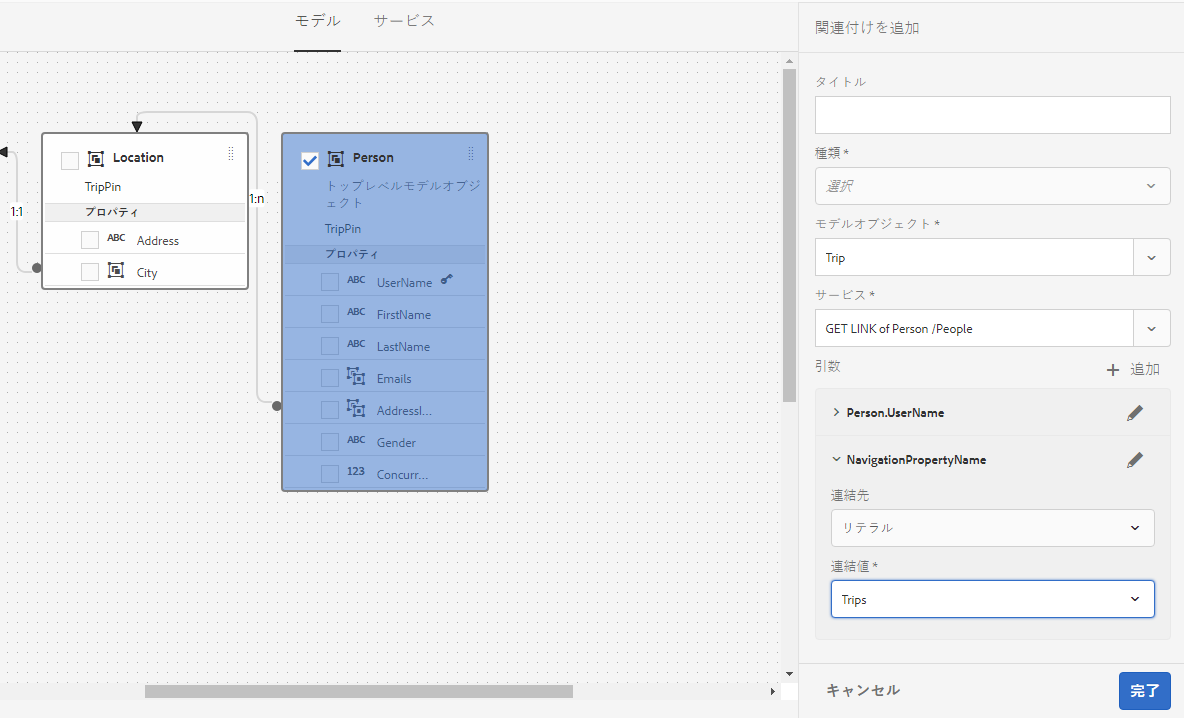 モデル サービス
1:1
Location
TripPin
プロパティ
ABC Address
City
1:n
Person
トップレベルモデルオブジ
ェクト
TripPin
プロパティ
ABC UserName
ABC FirstName
ABC LastName
Emails
AddressI...
ABC Gender
123 Concurr...
関連付けを追加
タイトル
種類 *
選択
モデルオブジェクト *
Trip
サービス *
GET LINK of Person /People
引数
+ 追加
Person.UserName
NavigationPropertyName
連結先
リテラル
連結値 *
Trips
キャンセル 完了